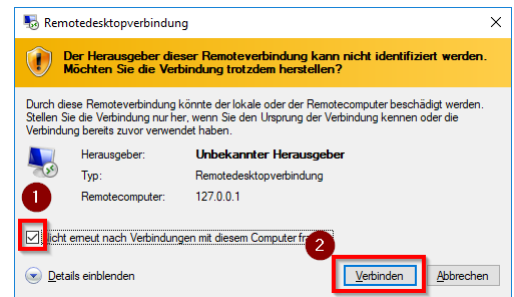 Remotedesktopverbindung
Der Herausgeber dieser Remoteverbindung kann nicht identifiziert werden.
Möchten Sie die Verbindung trotzdem herstellen?
Durch diese Remoteverbindung könnte der lokale oder der Remotecomputer beschädigt werden.
Stellen Sie die Verbindung nur her, wenn Sie den Ursprung der Verbindung kennen oder die
Verbindung bereits zuvor verwendet haben.
Herausgeber: Unbekannter Herausgeber
Typ: Remotedesktopverbindung
1
Remotecomputer: 127.0.0.1
erneut nach Verbindungen mit diesem Computer
2
Details einblenden Verbinden Abbrechen